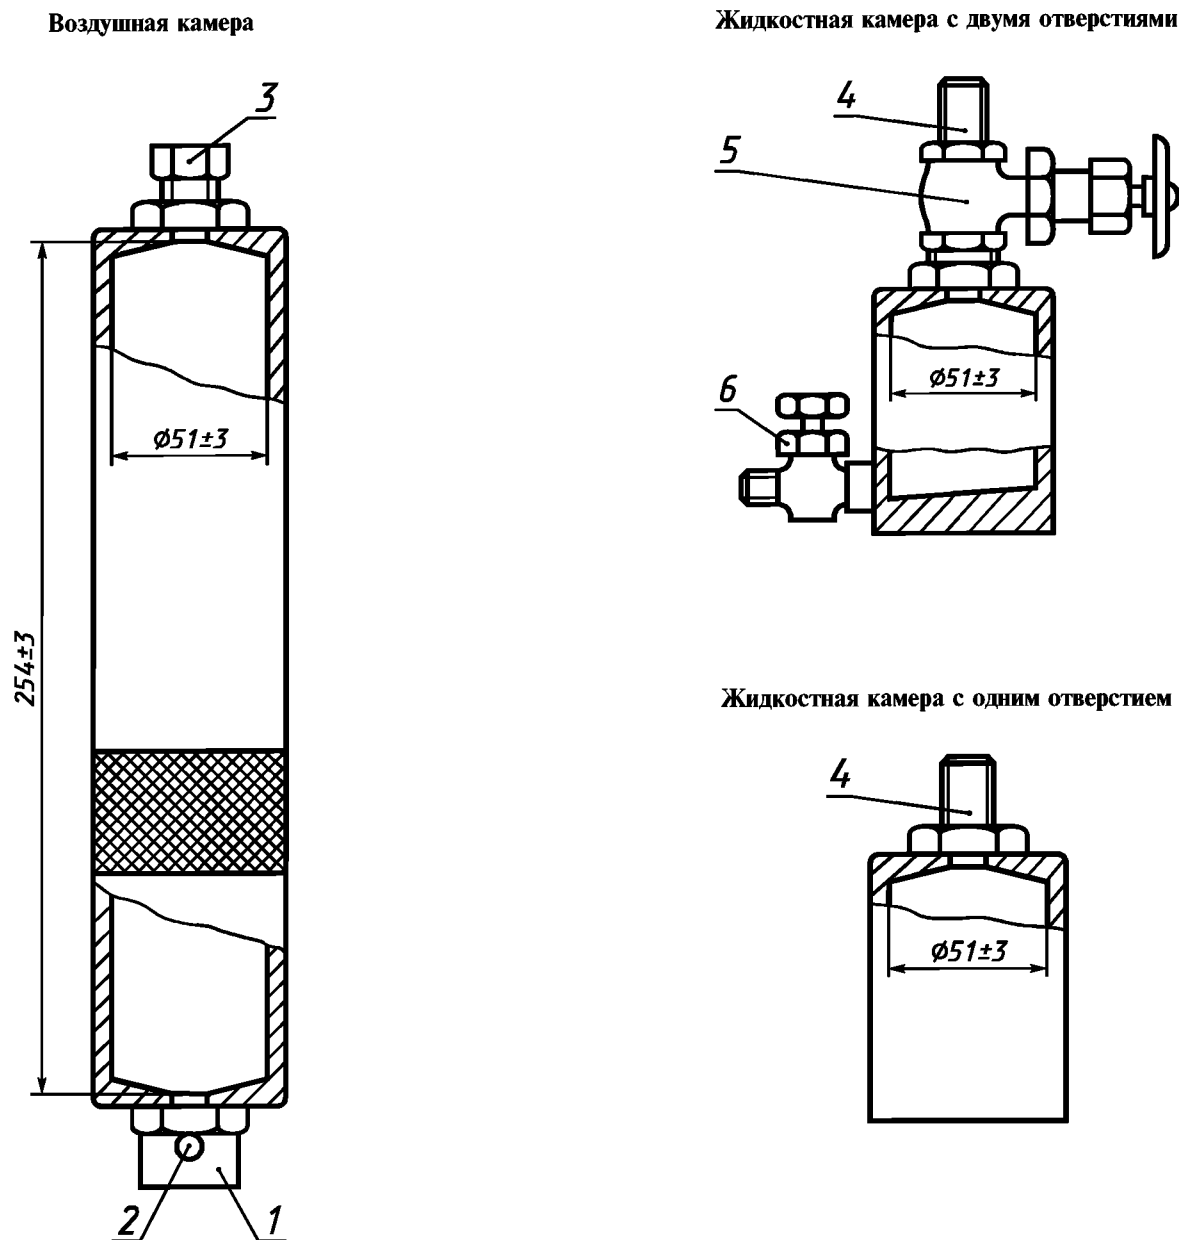 Воздушная камера
Жидкостная камера с двумя отверстиями
3
4
5
ø51±3
ø51±3
6
254±3
Жидкостная камера с одним отверстием
4
ø51±3
2
1